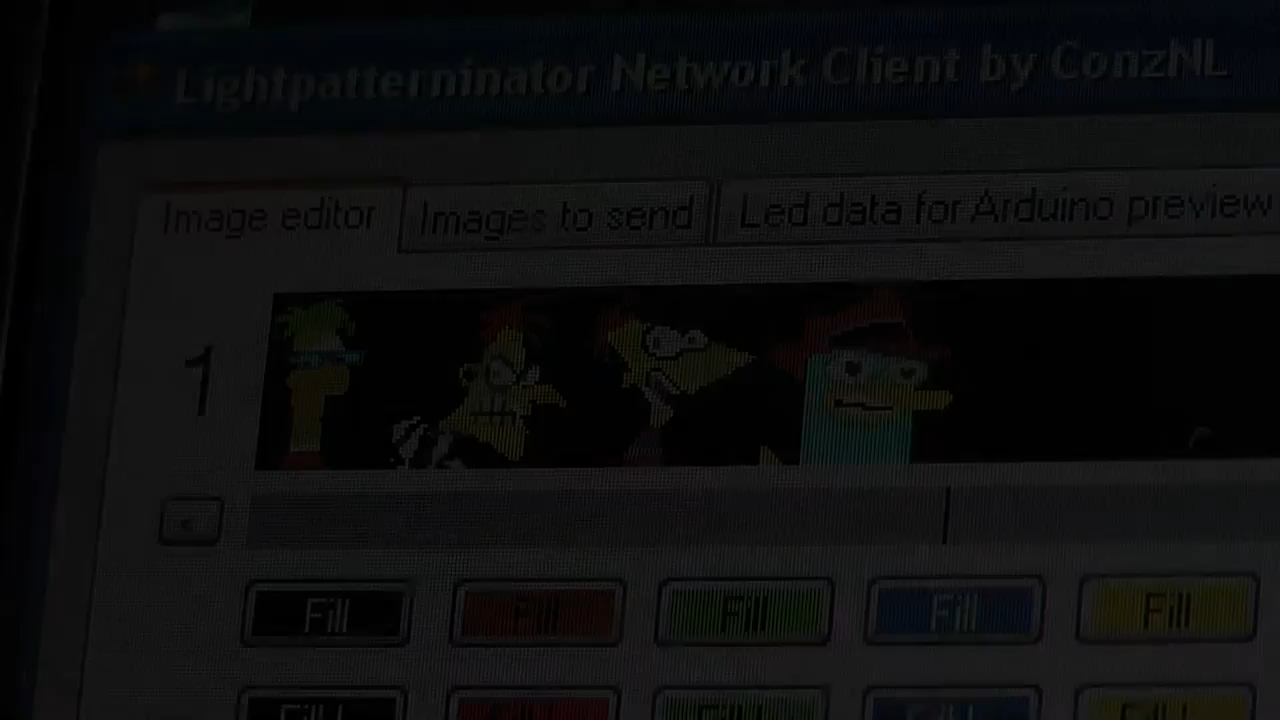 Lightpatterninator Network Client by ConzNL
Image editor Images to send Led data for Arduino preview
1
<
Fill Fill Fill Fill Fill